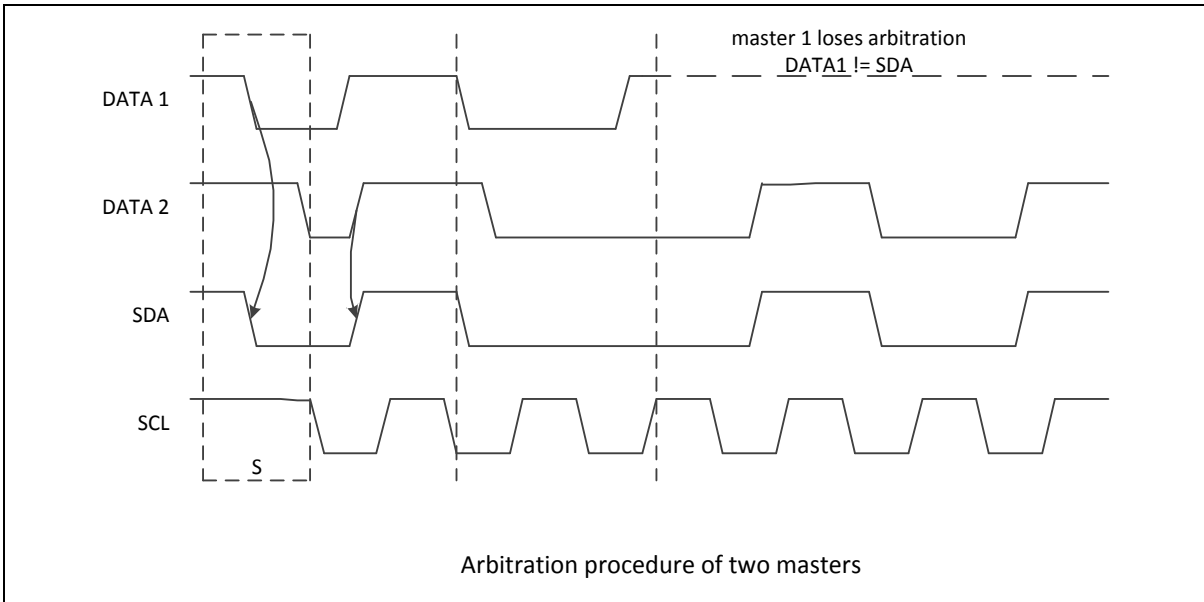 master 1 loses arbitration
DATA1 != SDA
DATA 1
DATA 2
SDA
SCL
S
Arbitration procedure of two masters